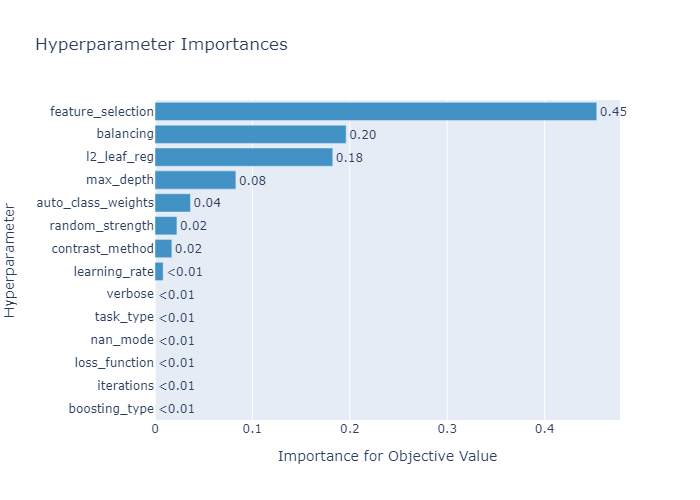 Hyperparameter Importances
Hyperparameter
feature_selection 0.45
balancing 0.20
l2_leaf_reg 0.18
max_depth 0.08
auto_class_weights 0.04
random_strength 0.02
contrast_method 0.02
learning_rate <0.01
verbose <0.01
task_type <0.01
nan_mode <0.01
loss_function <0.01
iterations <0.01
boosting_type <0.01
0 0.1 0.2 0.3 0.4
Importance for Objective Value